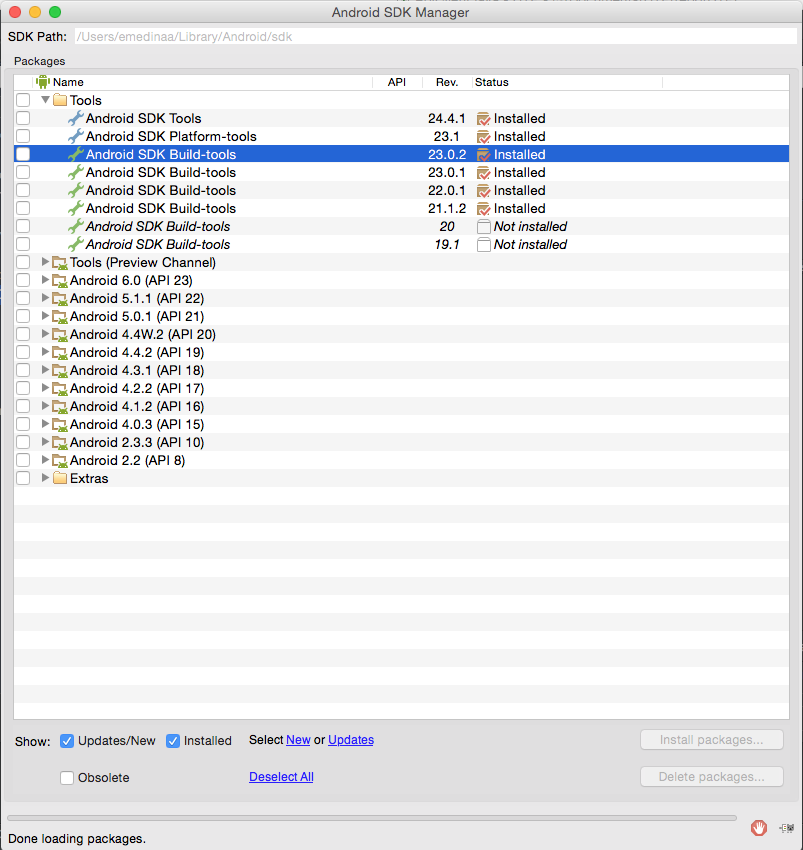 Android SDK Manager
SDK Path: /Users/emedinaa/Library/Android/sdk
Packages
Name API Rev. Status
Tools
Android SDK Tools 24.4.1 Installed
Android SDK Platform-tools 23.1 Installed
Android SDK Build-tools 23.0.2 Installed
Android SDK Build-tools 23.0.1 Installed
Android SDK Build-tools 22.0.1 Installed
Android SDK Build-tools 21.1.2 Installed
Android SDK Build-tools 20 Not installed
Android SDK Build-tools 19.1 Not installed
Tools (Preview Channel)
Android 6.0 (API 23)
Android 5.1.1 (API 22)
Android 5.0.1 (API 21)
Android 4.4W.2 (API 20)
Android 4.4.2 (API 19)
Android 4.3.1 (API 18)
Android 4.2.2 (API 17)
Android 4.1.2 (API 16)
Android 4.0.3 (API 15)
Android 2.3.3 (API 10)
Android 2.2 (API 8)
Extras
Show: Updates/New Installed Select New or Updates Install packages...
Obsolete Deselect All Delete packages...
Done loading packages.